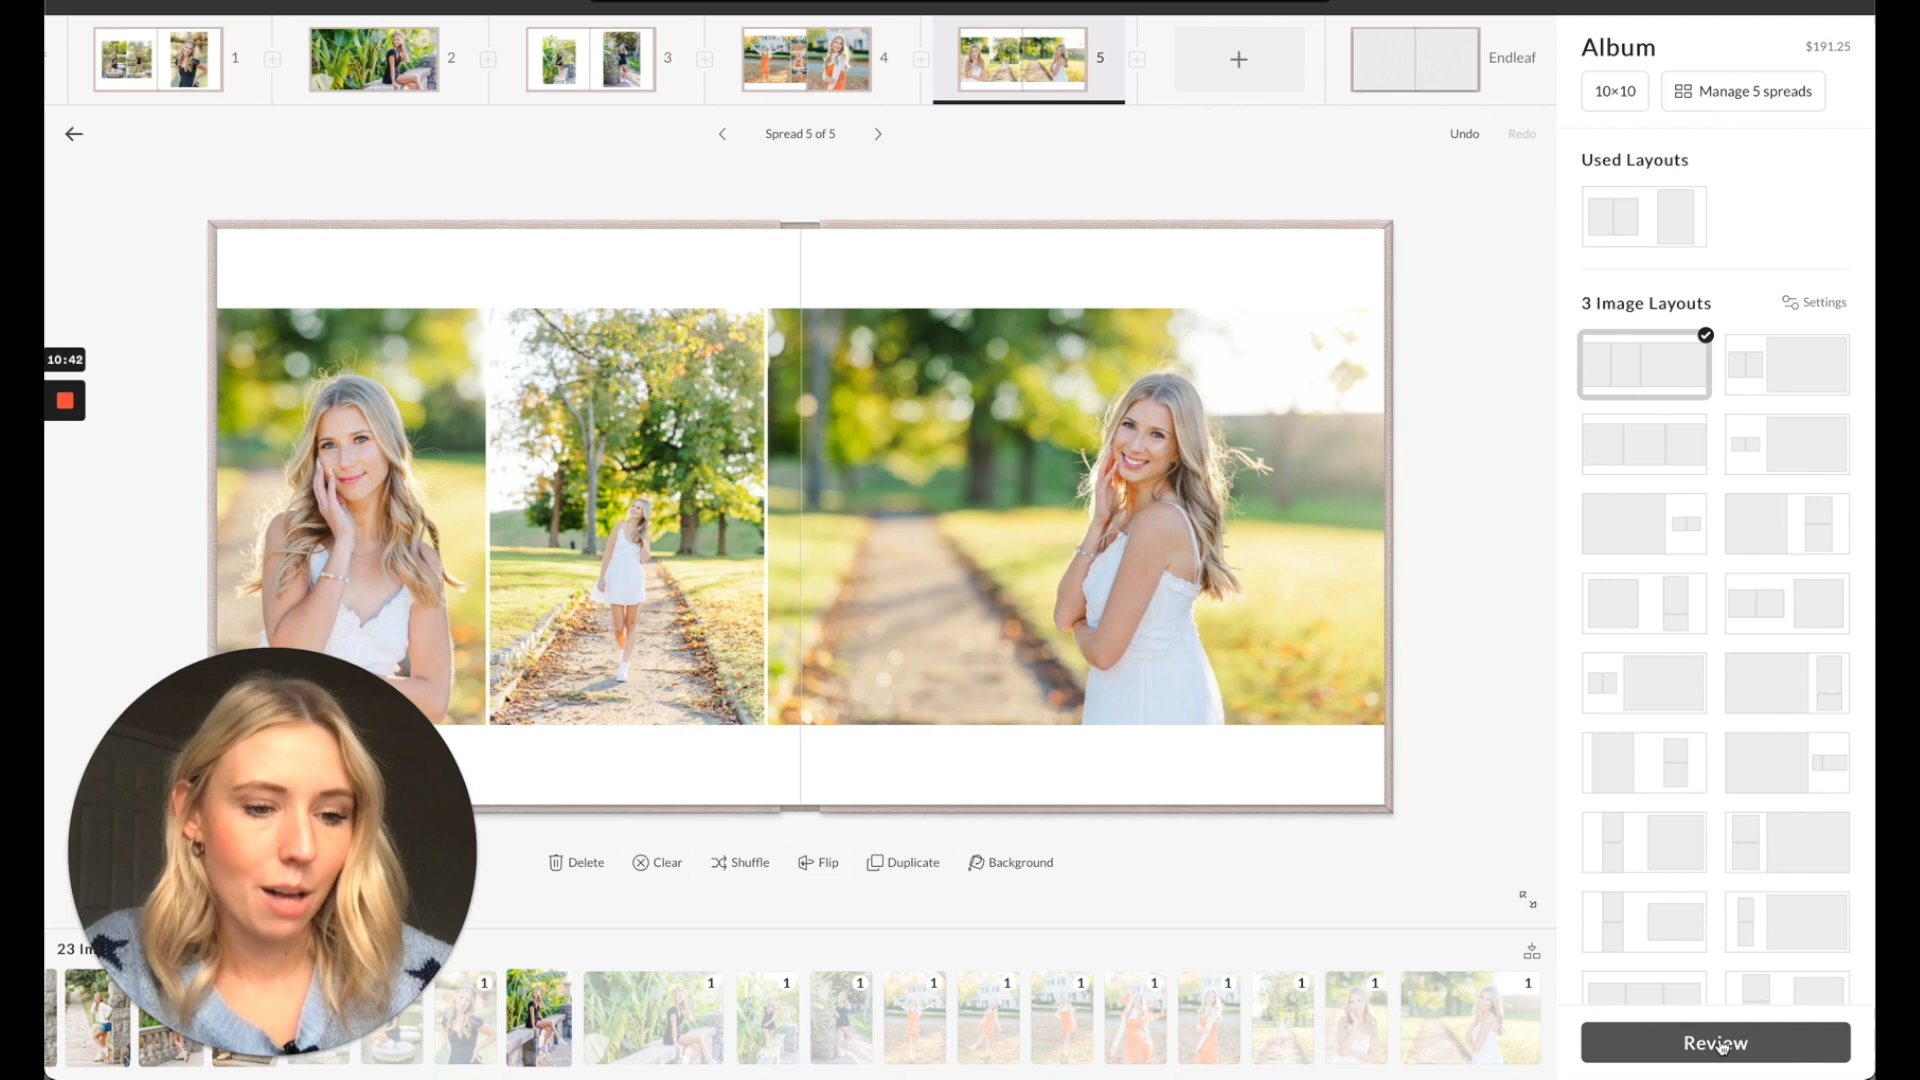 1
2
3
4
5
Endleaf
Album
$191.25
10×10
Manage 5 spreads
Spread 5 of 5
Undo
Redo
Used Layouts
3 Image Layouts
Settings
10:42
Delete
Clear
Shuffle
Flip
Duplicate
Background
23 Im
1
1
1
1
1
1
1
1
1
1
1
1
Review